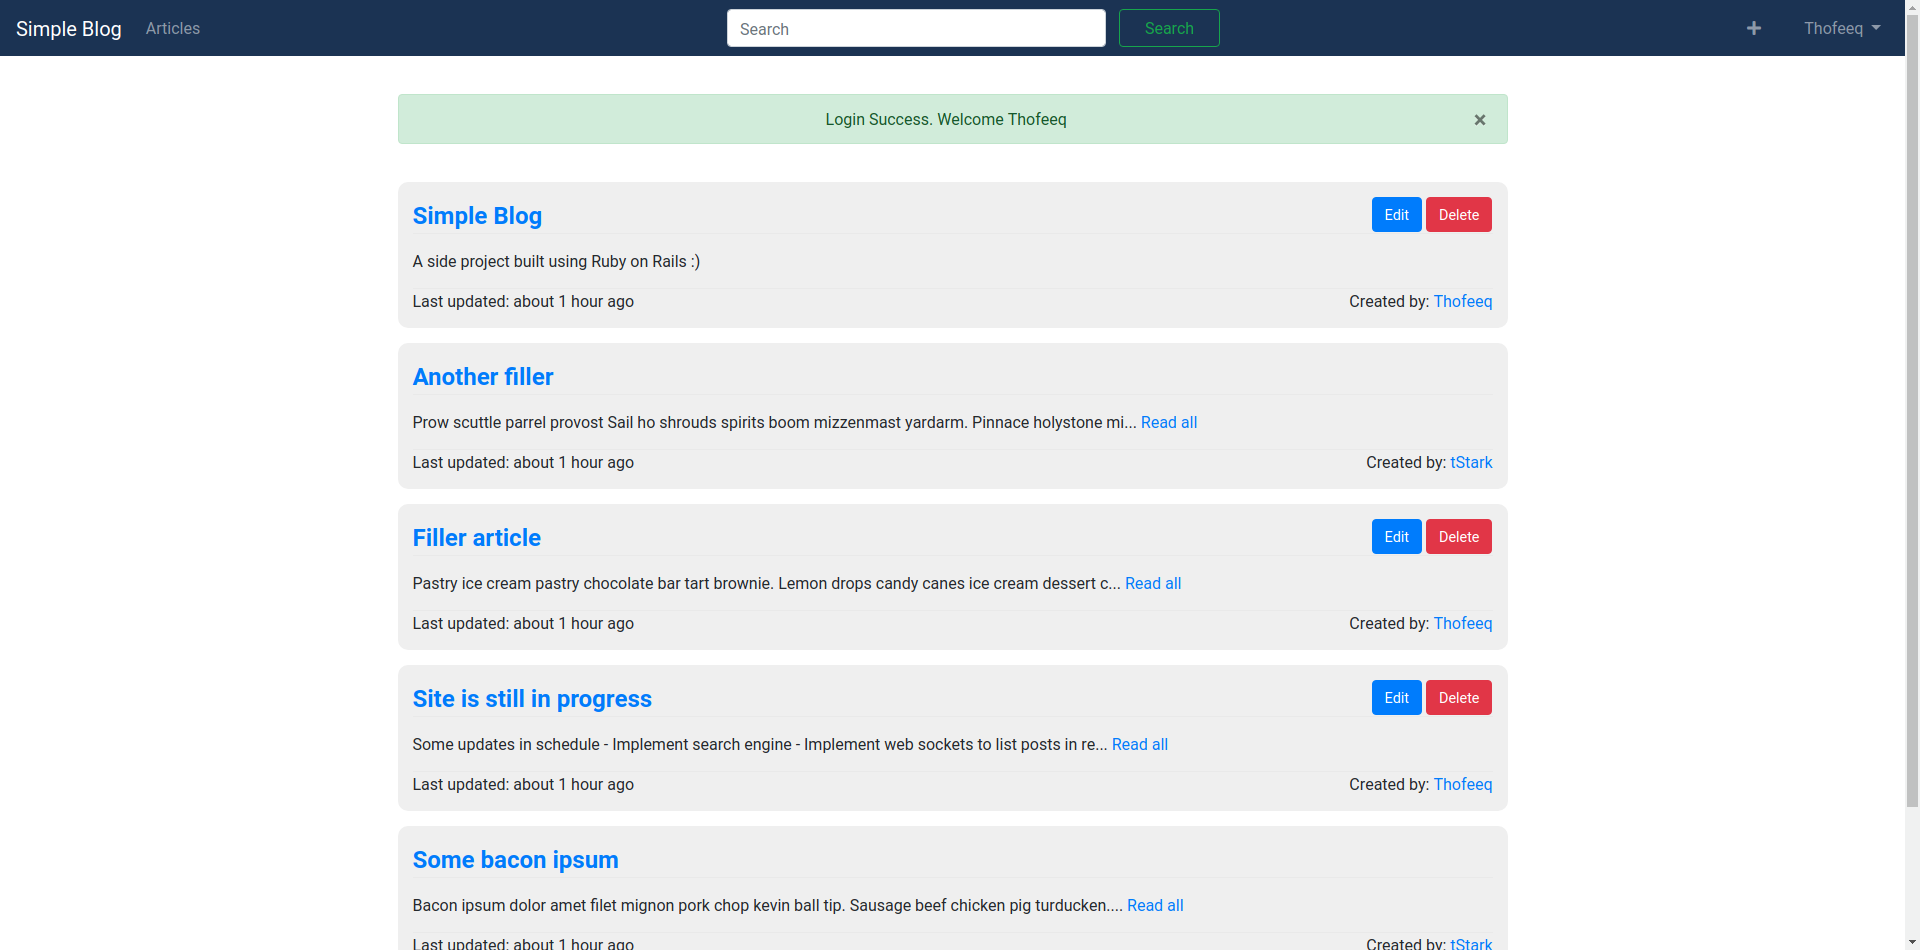 Simple Blog Articles Search Search + Thofeeq
Login Success. Welcome Thofeeq ×
Simple Blog Edit Delete
A side project built using Ruby on Rails :)
Last updated: about 1 hour ago Created by: Thofeeq
Another filler
Prow scuttle parrel provost Sail ho shrouds spirits boom mizzenmast yardarm. Pinnace holystone mi... Read all
Last updated: about 1 hour ago Created by: tStark
Filler article Edit Delete
Pastry ice cream pastry chocolate bar tart brownie. Lemon drops candy canes ice cream dessert c... Read all
Last updated: about 1 hour ago Created by: Thofeeq
Site is still in progress Edit Delete
Some updates in schedule - Implement search engine - Implement web sockets to list posts in re... Read all
Last updated: about 1 hour ago Created by: Thofeeq
Some bacon ipsum
Bacon ipsum dolor amet filet mignon pork chop kevin ball tip. Sausage beef chicken pig turducken.... Read all
Last updated: about 1 hour ago Created by: tStark